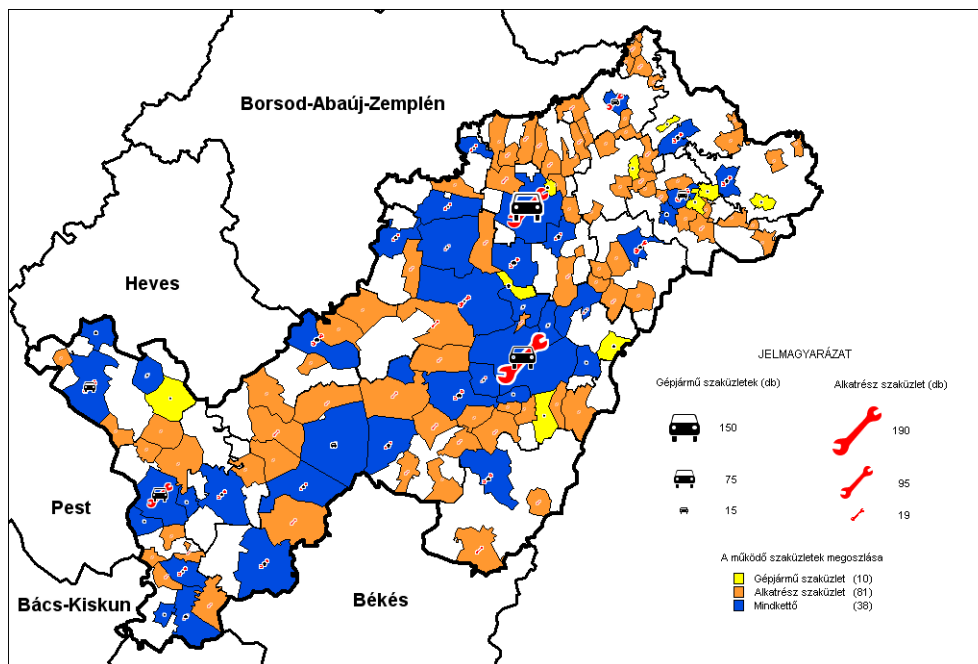 Borsod-Abaúj-Zemplén
Heves
Pest
Bács-Kiskun
Békés
JELMAGYARÁZAT
Gépjármű szaküzletek (db)
Alkatrész szaküzlet (db)
150
190
75
95
15
19
A működő szaküzletek megoszlása
Gépjármű szaküzlet (10)
Alkatrész szaküzlet (81)
Mindkettő (38)